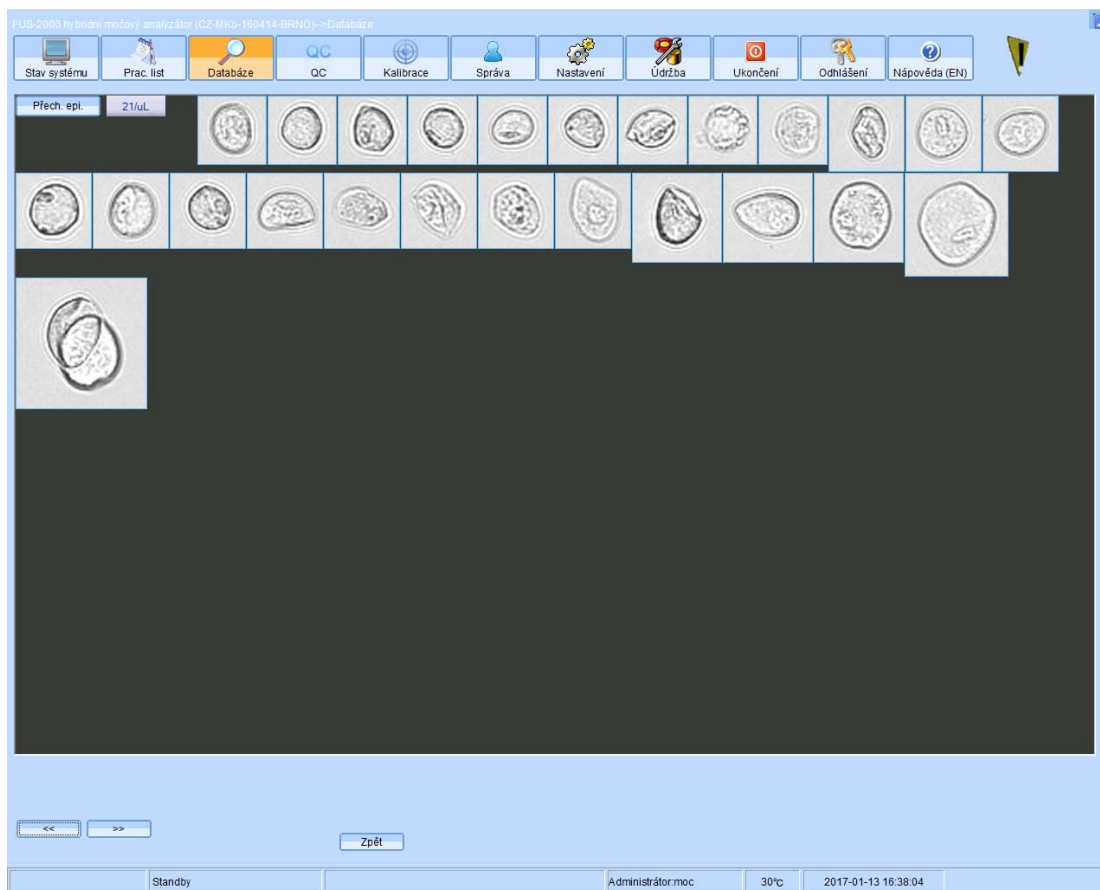 FUS-2000 hybridní močový analyzátor (CZ-MKb-160414-BRNO)-->Databáze
QC
Stav systému Prac. list Databáze QC Kalibrace Správa Nastavení Údržba Ukončení Odhlášení Nápověda (EN)
Přech. epi. 21/uL
<< >>
Zpět
Standby Administrátor:moc 30°C 2017-01-13 16:38:04